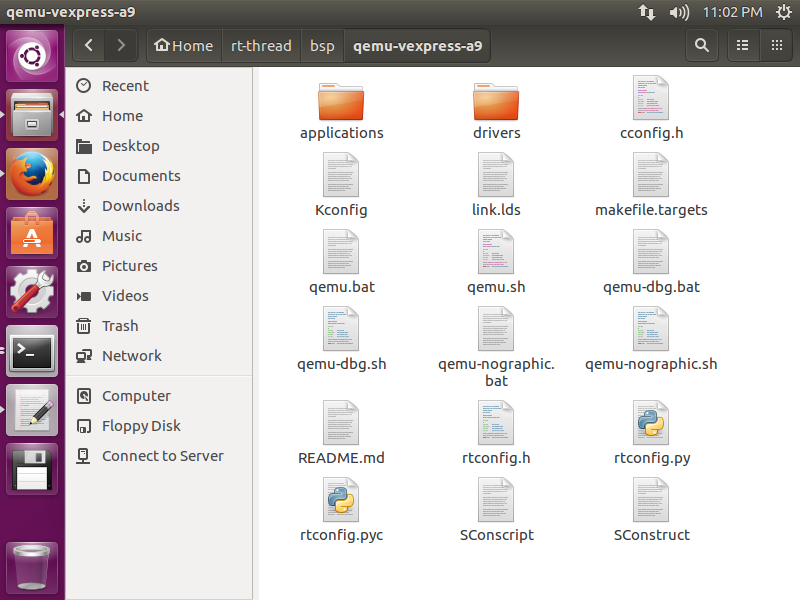 qemu-vexpress-a9
11:02 PM
Home rt-thread bsp qemu-vexpress-a9
Recent
Home
Desktop
Documents
Downloads
Music
Pictures
Videos
Trash
Network
Computer
Floppy Disk
Connect to Server
applications drivers cconfig.h
Kconfig link.lds makefile.targets
qemu.bat qemu.sh qemu-dbg.bat
qemu-dbg.sh qemu-nographic.bat qemu-nographic.sh
README.md rtconfig.h rtconfig.py
rtconfig.pyc SConscript SConstruct